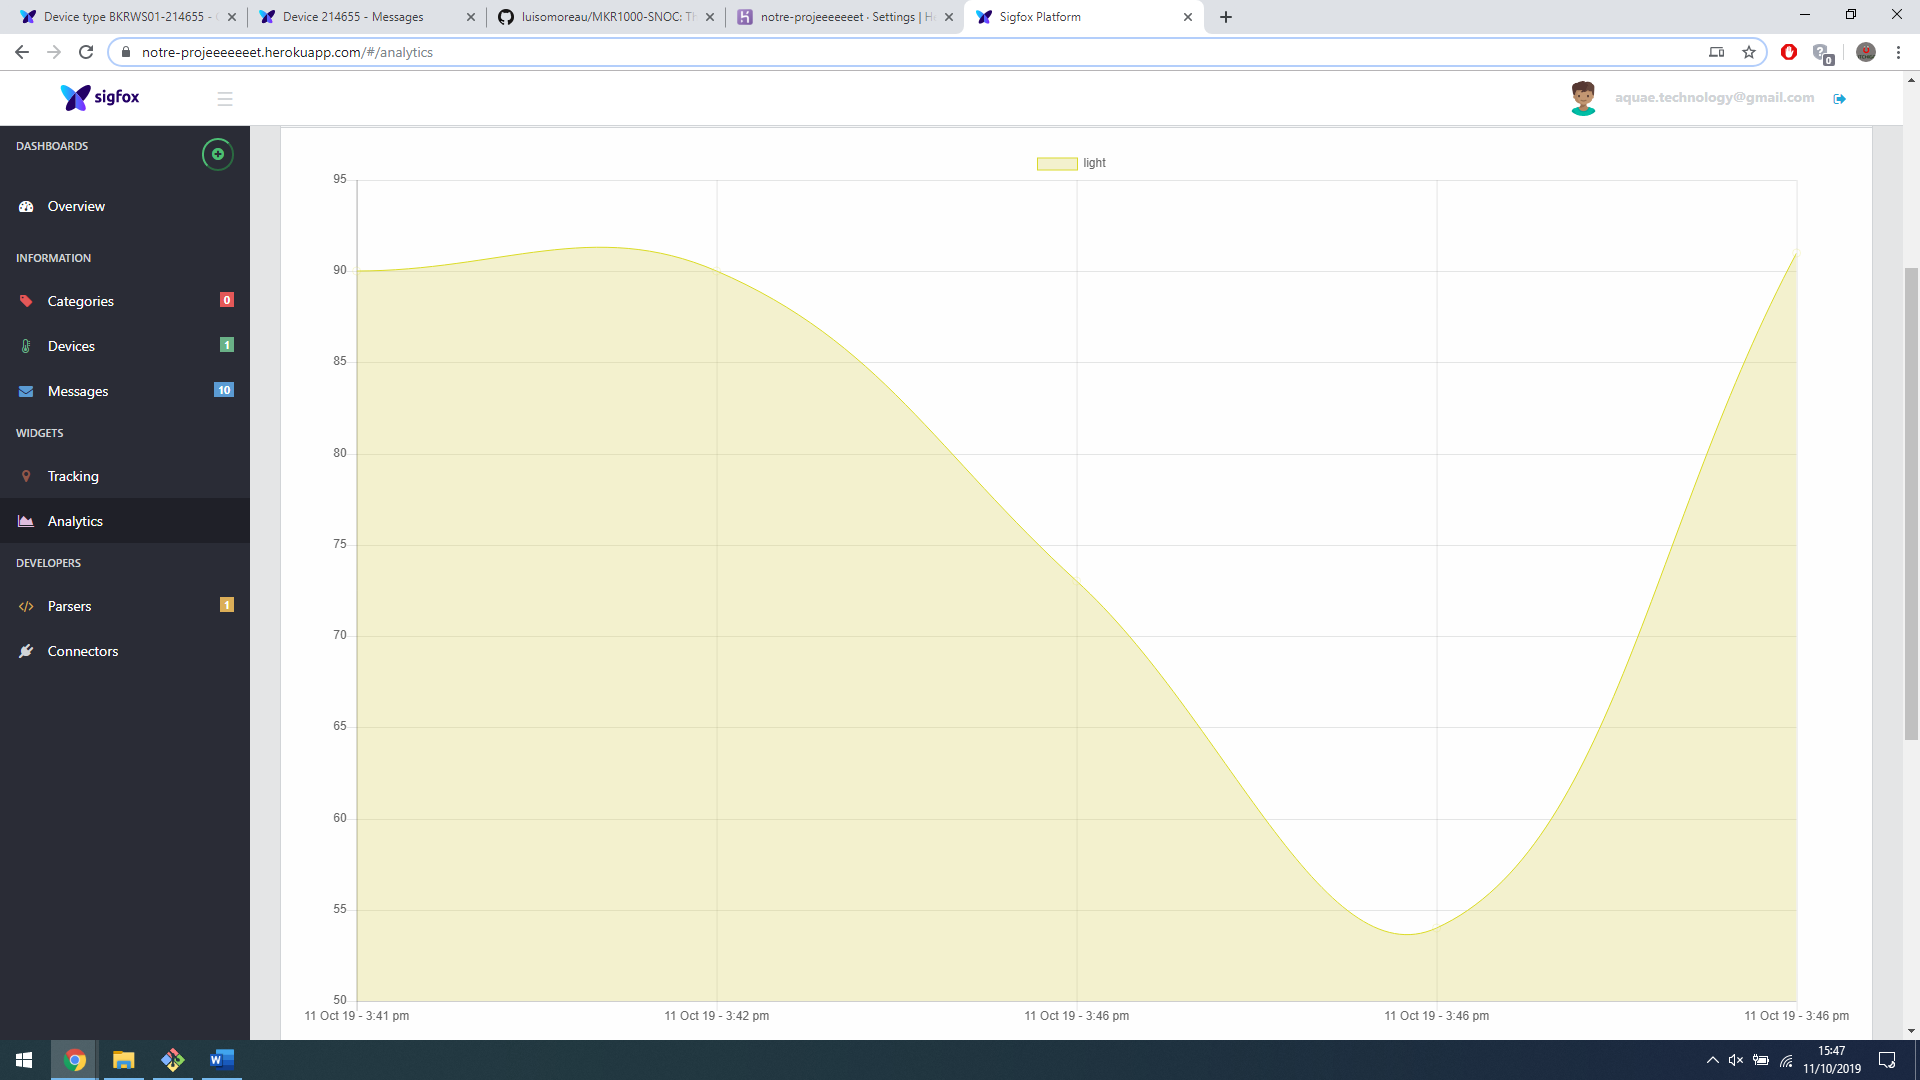 Device type BKRWS01-214655 -
Device 214655 - Messages
luisomoreau/MKR1000-SNOC: Th
notre-projeeeeeeet · Settings | H
Sigfox Platform
notre-projeeeeeeet.herokuapp.com/#/analytics
0
sigfox
aquae.technology@gmail.com
DASHBOARDS
Overview
INFORMATION
Categories 0
Devices 1
Messages 10
WIDGETS
Tracking
Analytics
DEVELOPERS
Parsers 1
Connectors
light
95
90
85
80
75
70
65
60
55
50
11 Oct 19 - 3:41 pm
11 Oct 19 - 3:42 pm
11 Oct 19 - 3:46 pm
11 Oct 19 - 3:46 pm
11 Oct 19 - 3:46 pm
15:47
11/10/2019